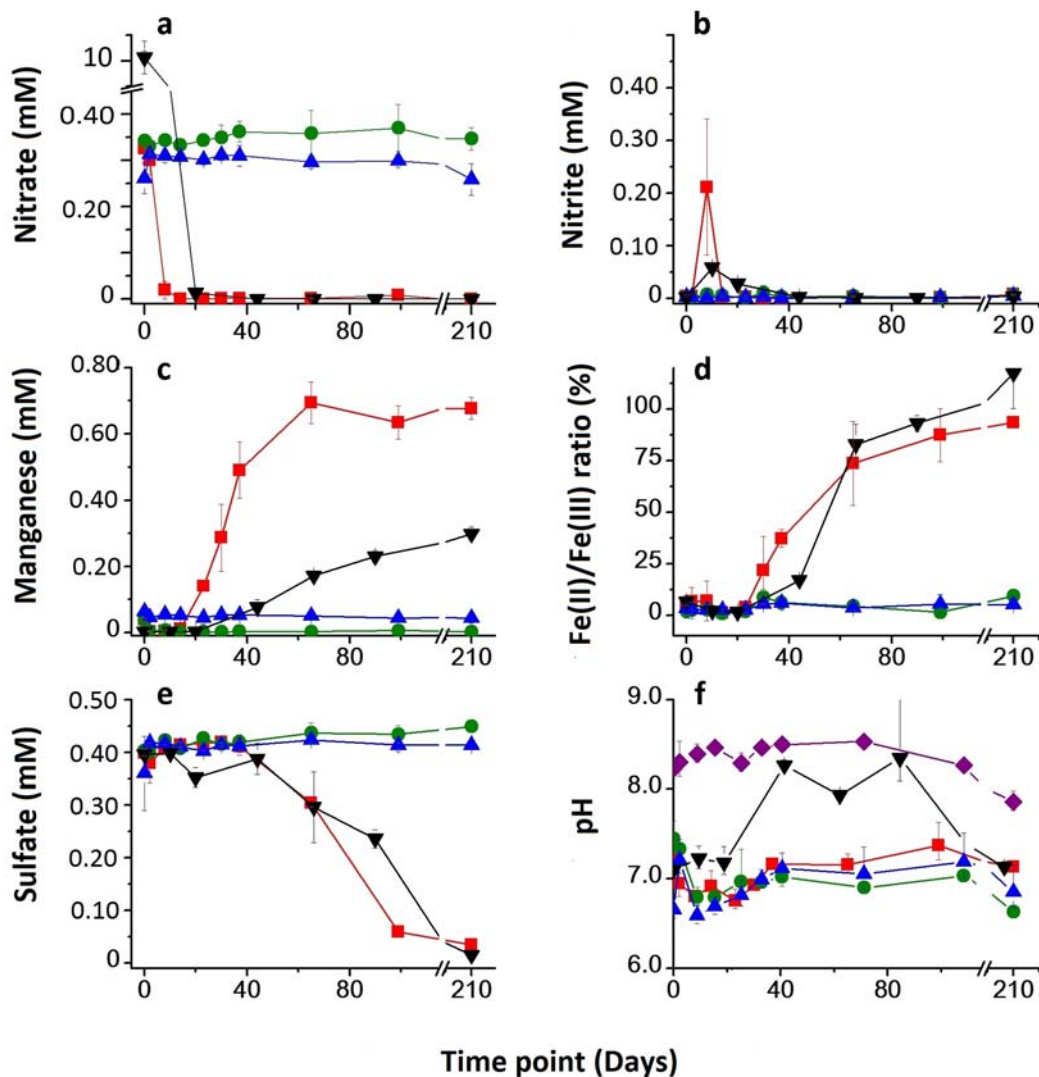 a
Nitrate (mM)
10
0.40
0.20
0
0 40 80 210
b
Nitrite (mM)
0.40
0.30
0.20
0.10
0
0 40 80 210
c
Manganese (mM)
0.80
0.60
0.40
0.20
0
0 40 80 210
d
Fe(II)/Fe(III) ratio (%)
100
75
50
25
0
0 40 80 210
e
Sulfate (mM)
0.50
0.40
0.30
0.20
0.10
0
0 40 80 210
f
pH
9.0
8.0
7.0
6.0
0 40 80 210
Time point (Days)